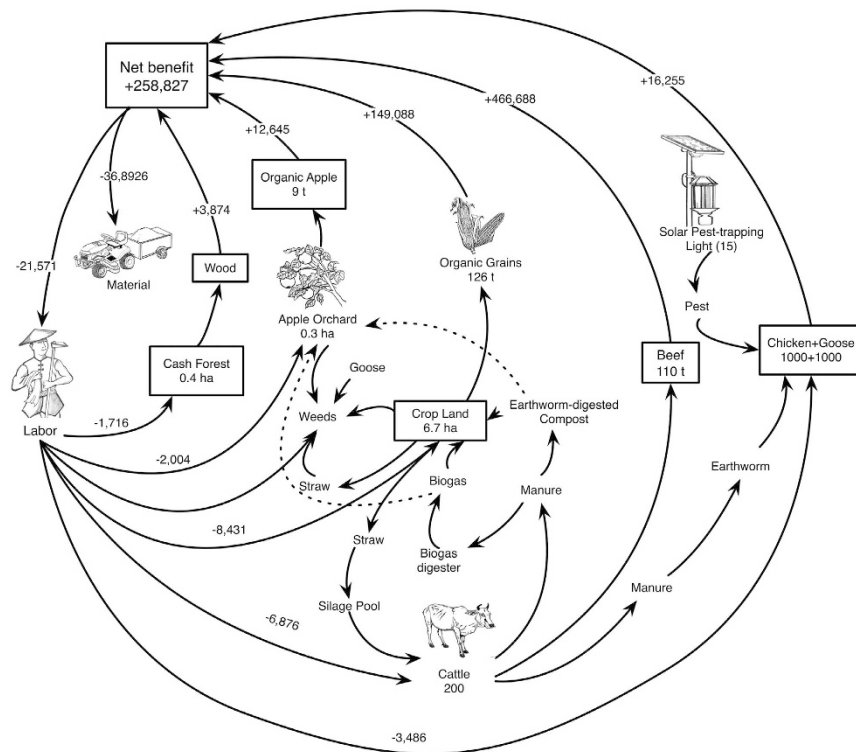 Net benefit
+258,827
+16,255
+466,688
+149,088
+12,645
-36,8926
Organic Apple
9 t
+3,874
Solar Pest-trapping
Light (15)
-21,571
Material
Wood
Organic Grains
126 t
Pest
Apple Orchard
0.3 ha
Cash Forest
0.4 ha
Beef
110 t
Chicken+Goose
1000+1000
Goose
Labor
-1,716
Weeds
Crop Land
6.7 ha
Earthworm-digested
Compost
-2,004
Straw
Biogas
Manure
Earthworm
-8,431
Straw
Biogas
digester
Manure
Silage Pool
-6,876
Cattle
200
-3,486